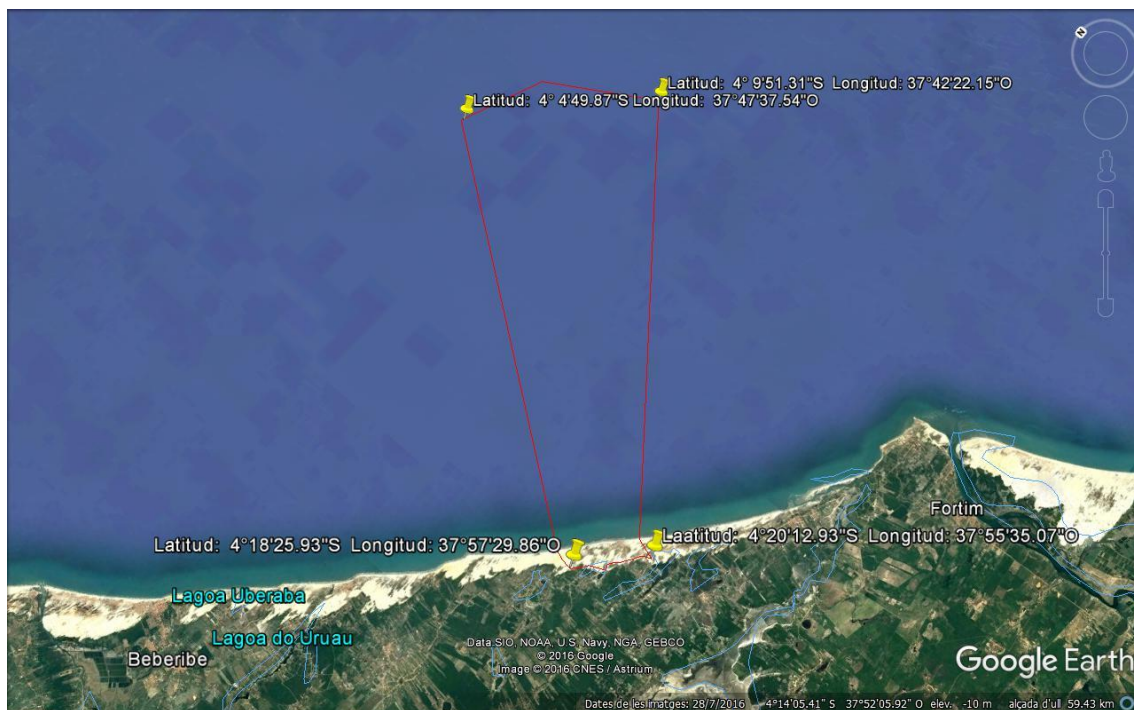 N
Latitud: 4° 9'51.31"S Longitud: 37°42'22.15"O
Latitud: 4° 4'49.87"S Longitud: 37°47'37.54"O
Latitud: 4°18'25.93"S Longitud: 37°57'29.86"O
Laatitud: 4°20'12.93"S Longitud: 37°55'35.07"O
Fortim
Lagoa Uberaba
Lagoa do Uruau
Beberibe
Data SIO, NOAA, U.S. Navy, NGA, GEBCO
© 2016 Google
Image © 2016 CNES / Astrium
Google Earth
Dates de les imatges: 28/7/2016 4°14'05.41" S 37°52'05.92" O elev. -10 m alçada d'ull 59.43 km